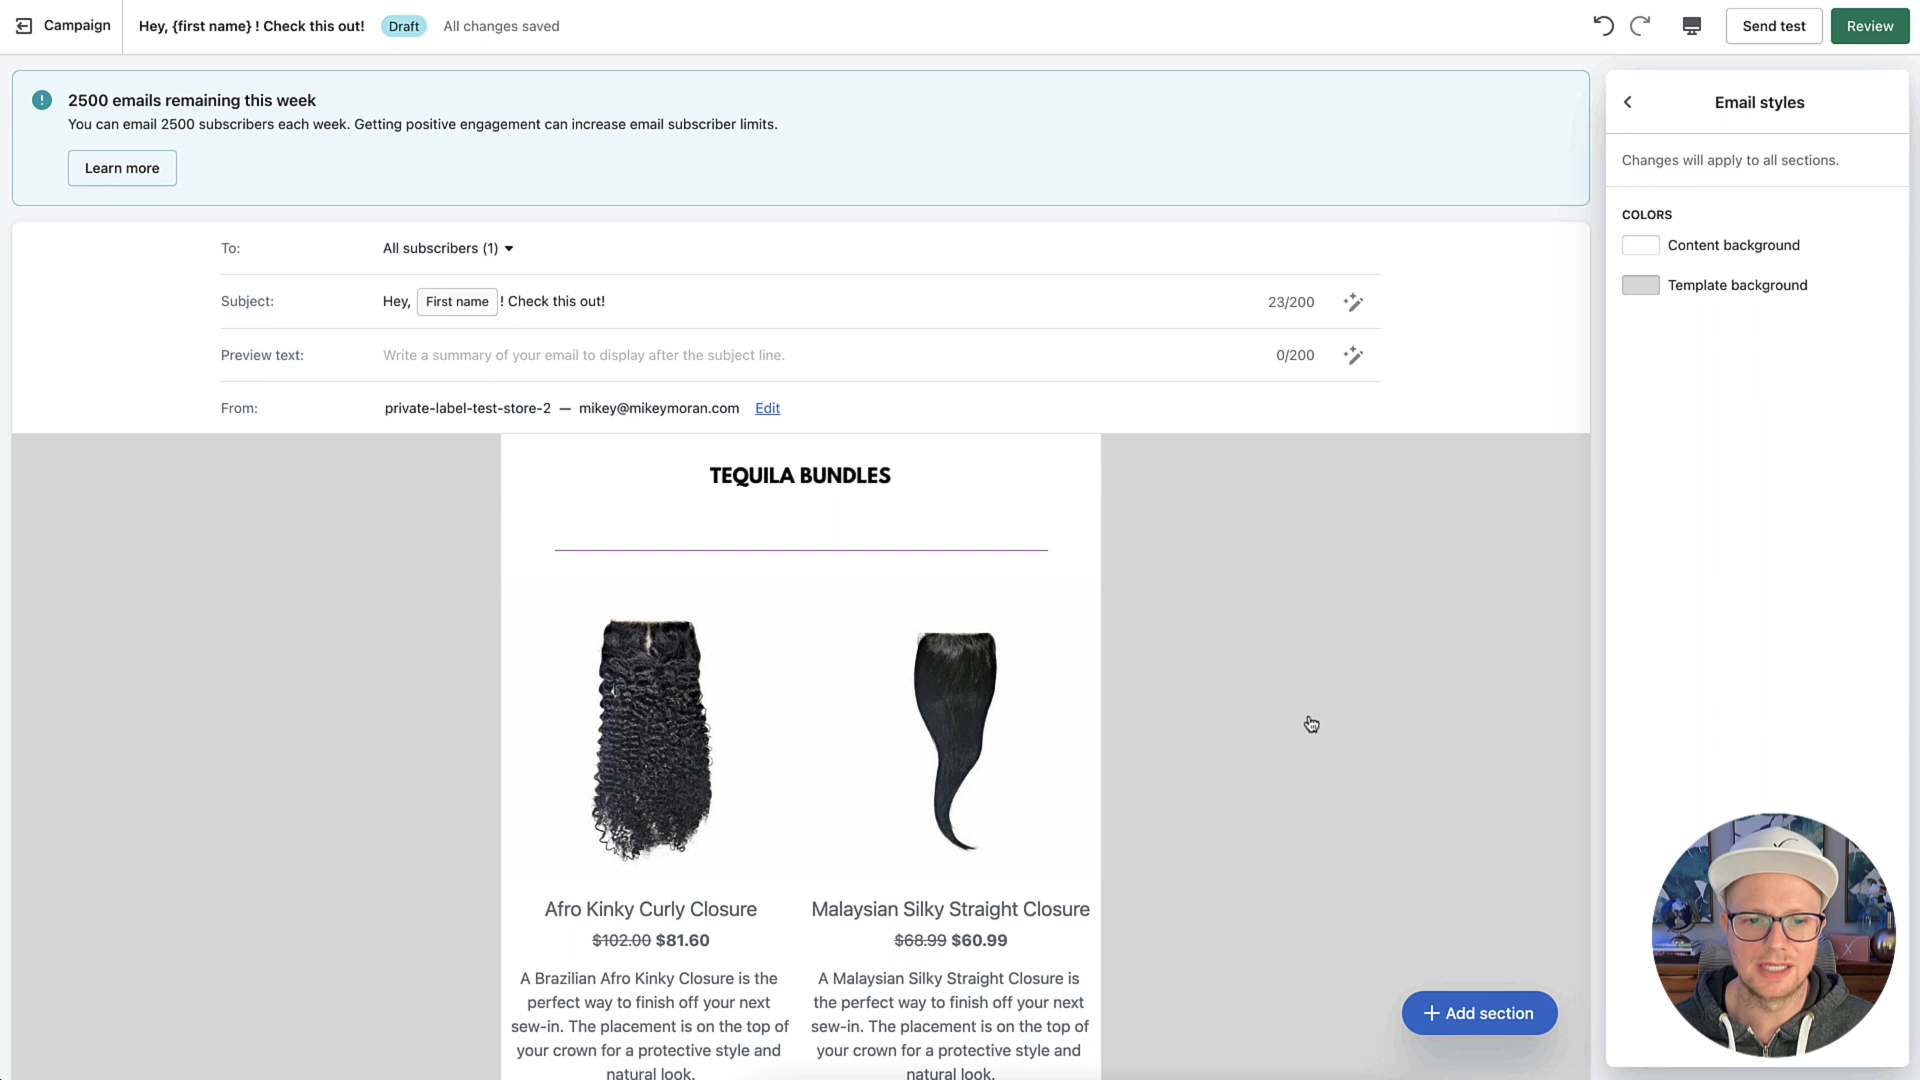 Campaign
Hey, {first name} ! Check this out!
Draft
All changes saved
Send test
Review
2500 emails remaining this week
You can email 2500 subscribers each week. Getting positive engagement can increase email subscriber limits.
Learn more
Email styles
Changes will apply to all sections.
COLORS
Content background
Template background
To: All subscribers (1)
Subject: Hey, First name ! Check this out! 23/200
Preview text: Write a summary of your email to display after the subject line. 0/200
From: private-label-test-store-2 — mikey@mikeymoran.com Edit
TEQUILA BUNDLES
Afro Kinky Curly Closure
$102.00 $81.60
A Brazilian Afro Kinky Closure is the
perfect way to finish off your next
sew-in. The placement is on the top of
your crown for a protective style and
natural look.
Malaysian Silky Straight Closure
$68.99 $60.99
A Malaysian Silky Straight Closure is
the perfect way to finish off your next
sew-in. The placement is on the top of
your crown for a protective style and
natural look.
+ Add section